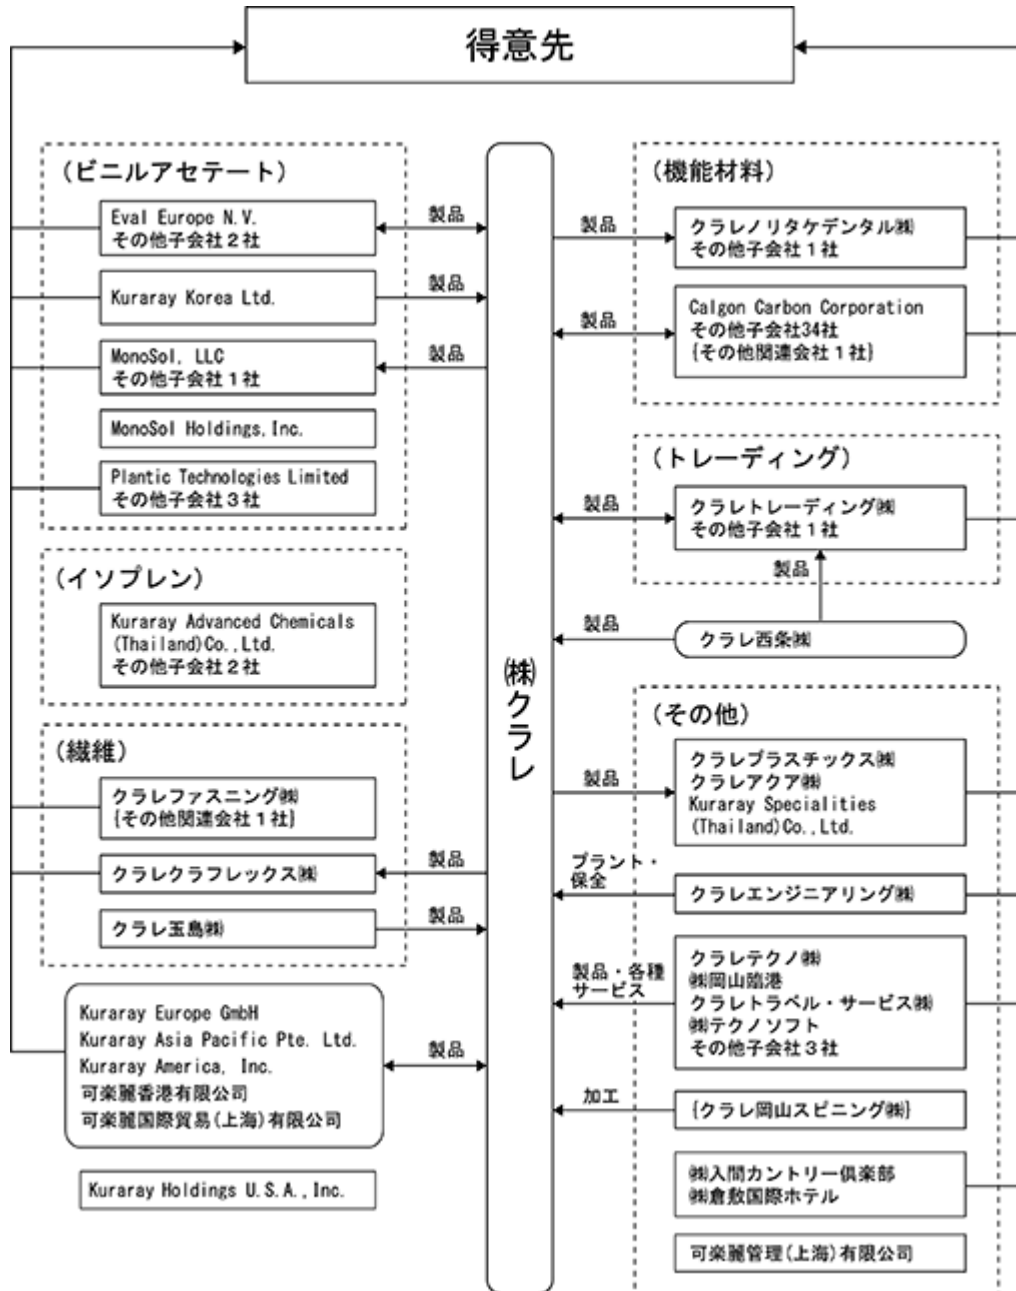 得意先
（ビニルアセテート）
Eval Europe N.V.
その他子会社２社
製品
Kuraray Korea Ltd.
製品
MonoSol, LLC
その他子会社１社
製品
MonoSol Holdings,Inc.
Plantic Technologies Limited
その他子会社３社
（イソプレン）
Kuraray Advanced Chemicals
(Thailand)Co.,Ltd.
その他子会社２社
（繊維）
クラレファスニング㈱
{その他関連会社１社}
クラレクラフレックス㈱
製品
クラレ玉島㈱
製品
Kuraray Europe GmbH
Kuraray Asia Pacific Pte. Ltd.
Kuraray America, Inc.
可楽麗香港有限公司
可楽麗国際貿易(上海)有限公司
製品
Kuraray Holdings U.S.A.,Inc.
㈱クラレ
（機能材料）
製品
クラレノリタケデンタル㈱
その他子会社１社
製品
Calgon Carbon Corporation
その他子会社34社
{その他関連会社１社}
（トレーディング）
製品
クラレトレーディング㈱
その他子会社１社
製品
製品
クラレ西条㈱
（その他）
製品
クラレプラスチックス㈱
クラレアクア㈱
Kuraray Specialities
(Thailand)Co.,Ltd.
プラント・
保全
クラレエンジニアリング㈱
製品・各種
サービス
クラレテクノ㈱
㈱岡山臨港
クラレトラベル・サービス㈱
㈱テクノソフト
その他子会社３社
加工
{クラレ岡山スピニング㈱}
㈱入間カントリー倶楽部
㈱倉敷国際ホテル
可楽麗管理(上海)有限公司